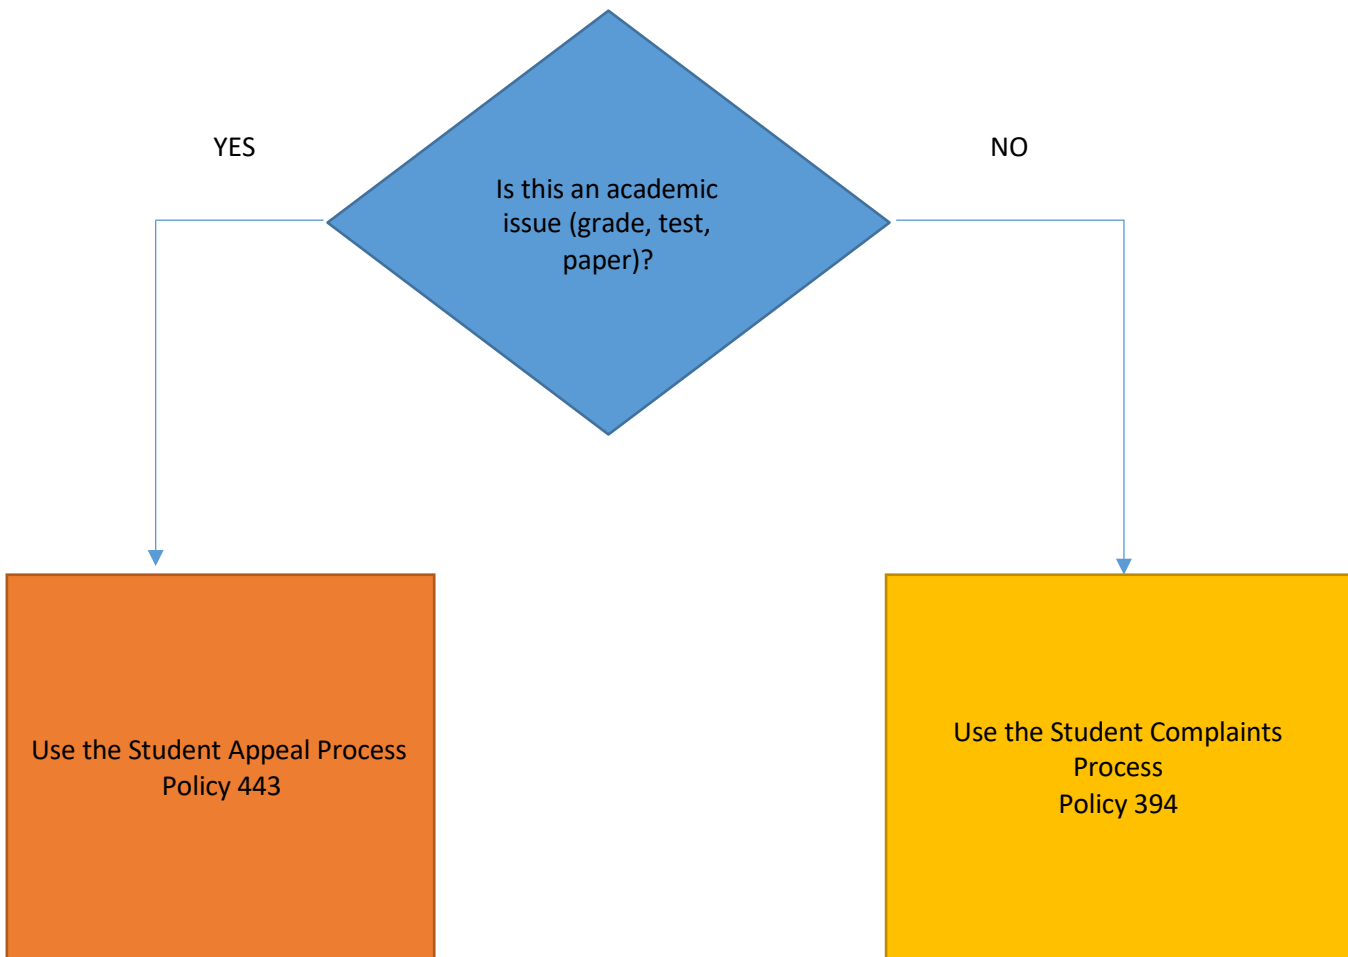 YES
NO
Is this an academic
issue (grade, test,
paper)?
Use the Student Appeal Process
Policy 443
Use the Student Complaints
Process
Policy 394